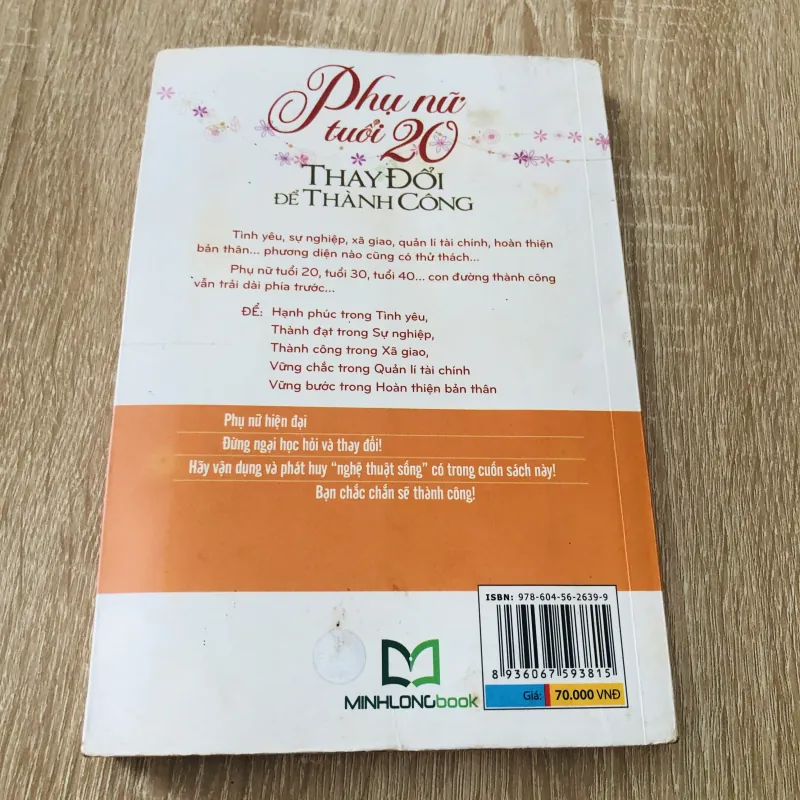 Phụ nữ
tuổi 20
THAY ĐỔI
ĐỂ THÀNH CÔNG
Tình yêu, sự nghiệp, xã giao, quản lí tài chính, hoàn thiện
bản thân... phương diện nào cũng có thử thách...
Phụ nữ tuổi 20, tuổi 30, tuổi 40... con đường thành công
vẫn trải dài phía trước...
ĐỂ: Hạnh phúc trong Tình yêu,
Thành đạt trong Sự nghiệp,
Thành công trong Xã giao,
Vững chắc trong Quản lí tài chính
Vững bước trong Hoàn thiện bản thân
Phụ nữ hiện đại
Đừng ngại học hỏi và thay đổi!
Hãy vận dụng và phát huy “nghệ thuật sống” có trong cuốn sách này!
Bạn chắc chắn sẽ thành công!
ISBN: 978-604-56-2639-9
8 936067 593815
Giá: 70.000 VNĐ
MINHLONGbook